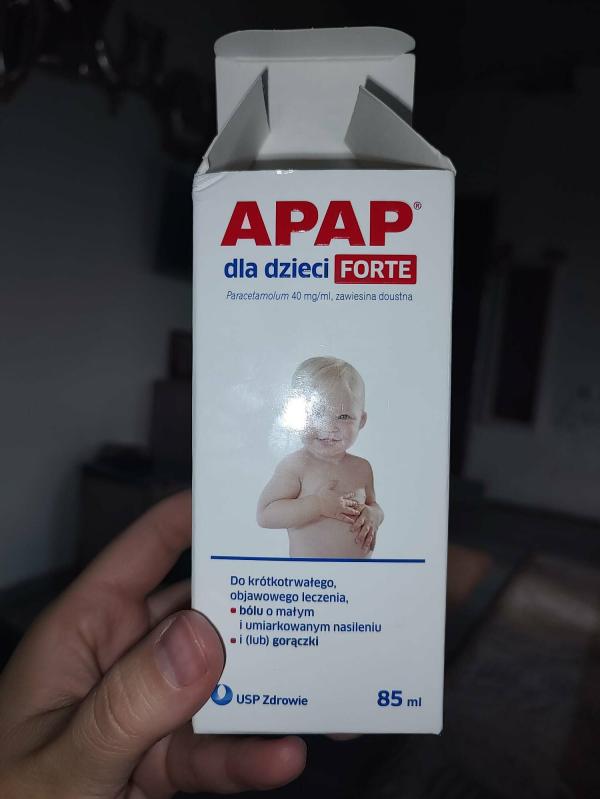 APAP®
dla dzieci FORTE
Paracetamolum 40 mg/ml, zawiesina doustna
Do krótkotrwałego,
objawowego leczenia,
▪ bólu o małym
i umiarkowanym nasileniu
▪ i (lub) gorączki
USP Zdrowie
85 ml